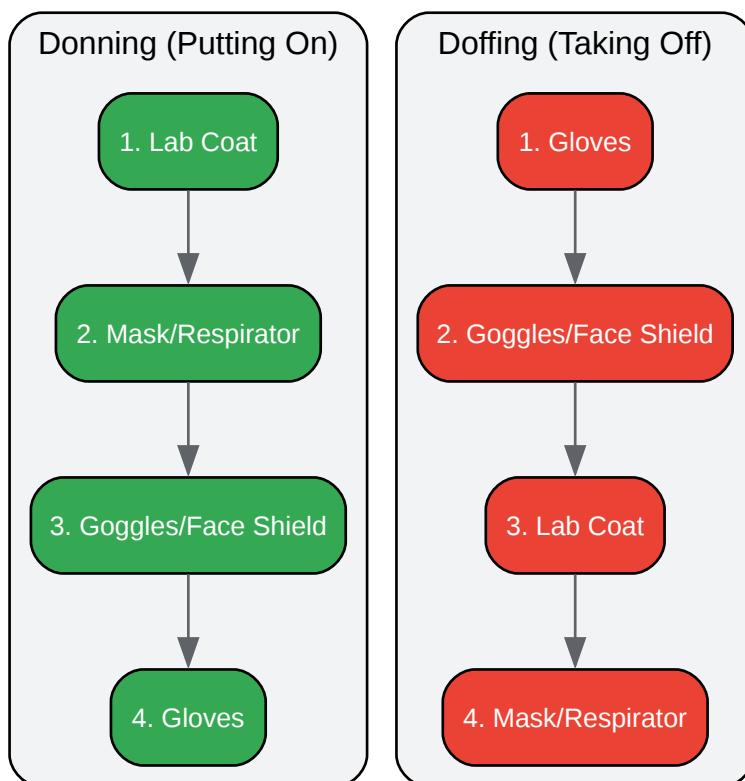 Donning (Putting On)
1. Lab Coat
2. Mask/Respirator
3. Goggles/Face Shield
4. Gloves
Doffing (Taking Off)
1. Gloves
2. Goggles/Face Shield
3. Lab Coat
4. Mask/Respirator